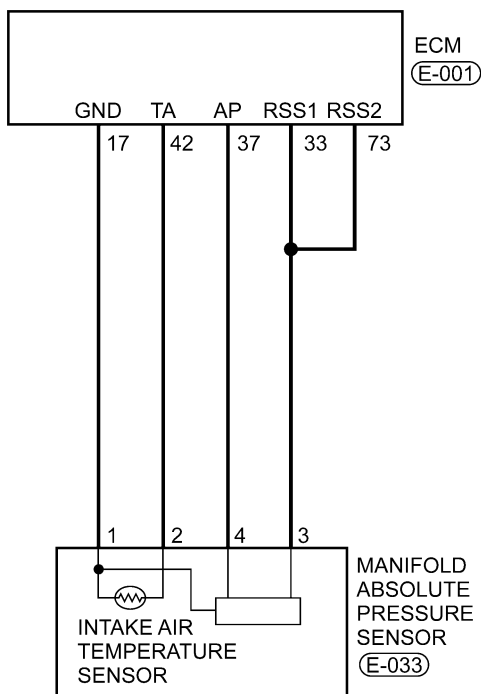 ECM
E-001
GND TA AP RSS1 RSS2
17 42 37 33 73
1 2 4 3
MANIFOLD
ABSOLUTE
PRESSURE
SENSOR
E-033
INTAKE AIR
TEMPERATURE
SENSOR